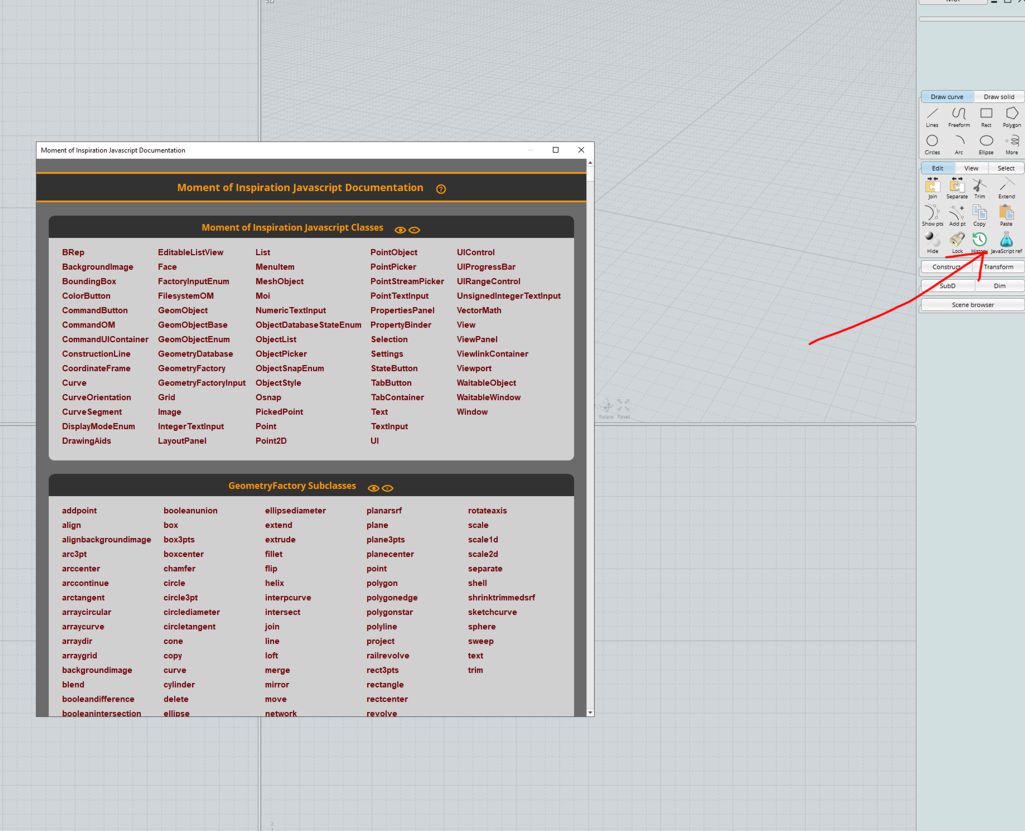 3D
Moment of Inspiration Javascript Documentation
Moment of Inspiration Javascript Documentation
Moment of Inspiration Javascript Classes
BRep EditableListView List PointObject UIControl
BackgroundImage Face MenuItem PointPicker UIProgressBar
BoundingBox FactoryInputEnum MeshObject PointStreamPicker UIRangeControl
ColorButton FilesystemOM Moi PointTextInput UnsignedIntegerTextInput
CommandButton GeomObject NumericTextInput PropertiesPanel VectorMath
CommandOM GeomObjectBase ObjectDatabaseStateEnum PropertyBinder View
CommandUIContainer GeomObjectEnum ObjectList Selection ViewPanel
ConstructionLine GeometryDatabase ObjectPicker Settings ViewlinkContainer
CoordinateFrame GeometryFactory ObjectSnapEnum StateButton Viewport
Curve GeometryFactoryInput ObjectStyle TabButton WaitableObject
CurveOrientation Grid Osnap TabContainer WaitableWindow
CurveSegment Image PickedPoint Text Window
DisplayModeEnum IntegerTextInput Point TextInput
DrawingAids LayoutPanel Point2D UI
GeometryFactory Subclasses
addpoint booleanunion ellipsediameter planarsrf rotateaxis
align box extend plane scale
alignbackgroundimage box3pts extrude plane3pts scale1d
arc3pt boxcenter fillet planecenter scale2d
arccenter chamfer flip point separate
arccontinue circle helix polygon shell
arctangent circle3pt interpcurve polygonedge shrinktrimmedsrf
arraycircular circlediameter intersect polygonstar sketchcurve
arraycurve circletangent join polyline sphere
arraydir cone line project sweep
arraygrid copy loft railrevolve text
backgroundimage curve merge rect3pts trim
blend cylinder mirror rectangle
booleandifference delete move rectcenter
booleanintersection ellipse network revolve
Draw curve Draw solid
Lines Freeform Rect Polygon
Circles Arc Ellipse More
Edit View Select
Join Separate Trim Extend
Show pts Add pt Copy Paste
Hide Lock History JavaScript ref
Construct Transform
SubD Dim
Scene browser
Rotate Reset